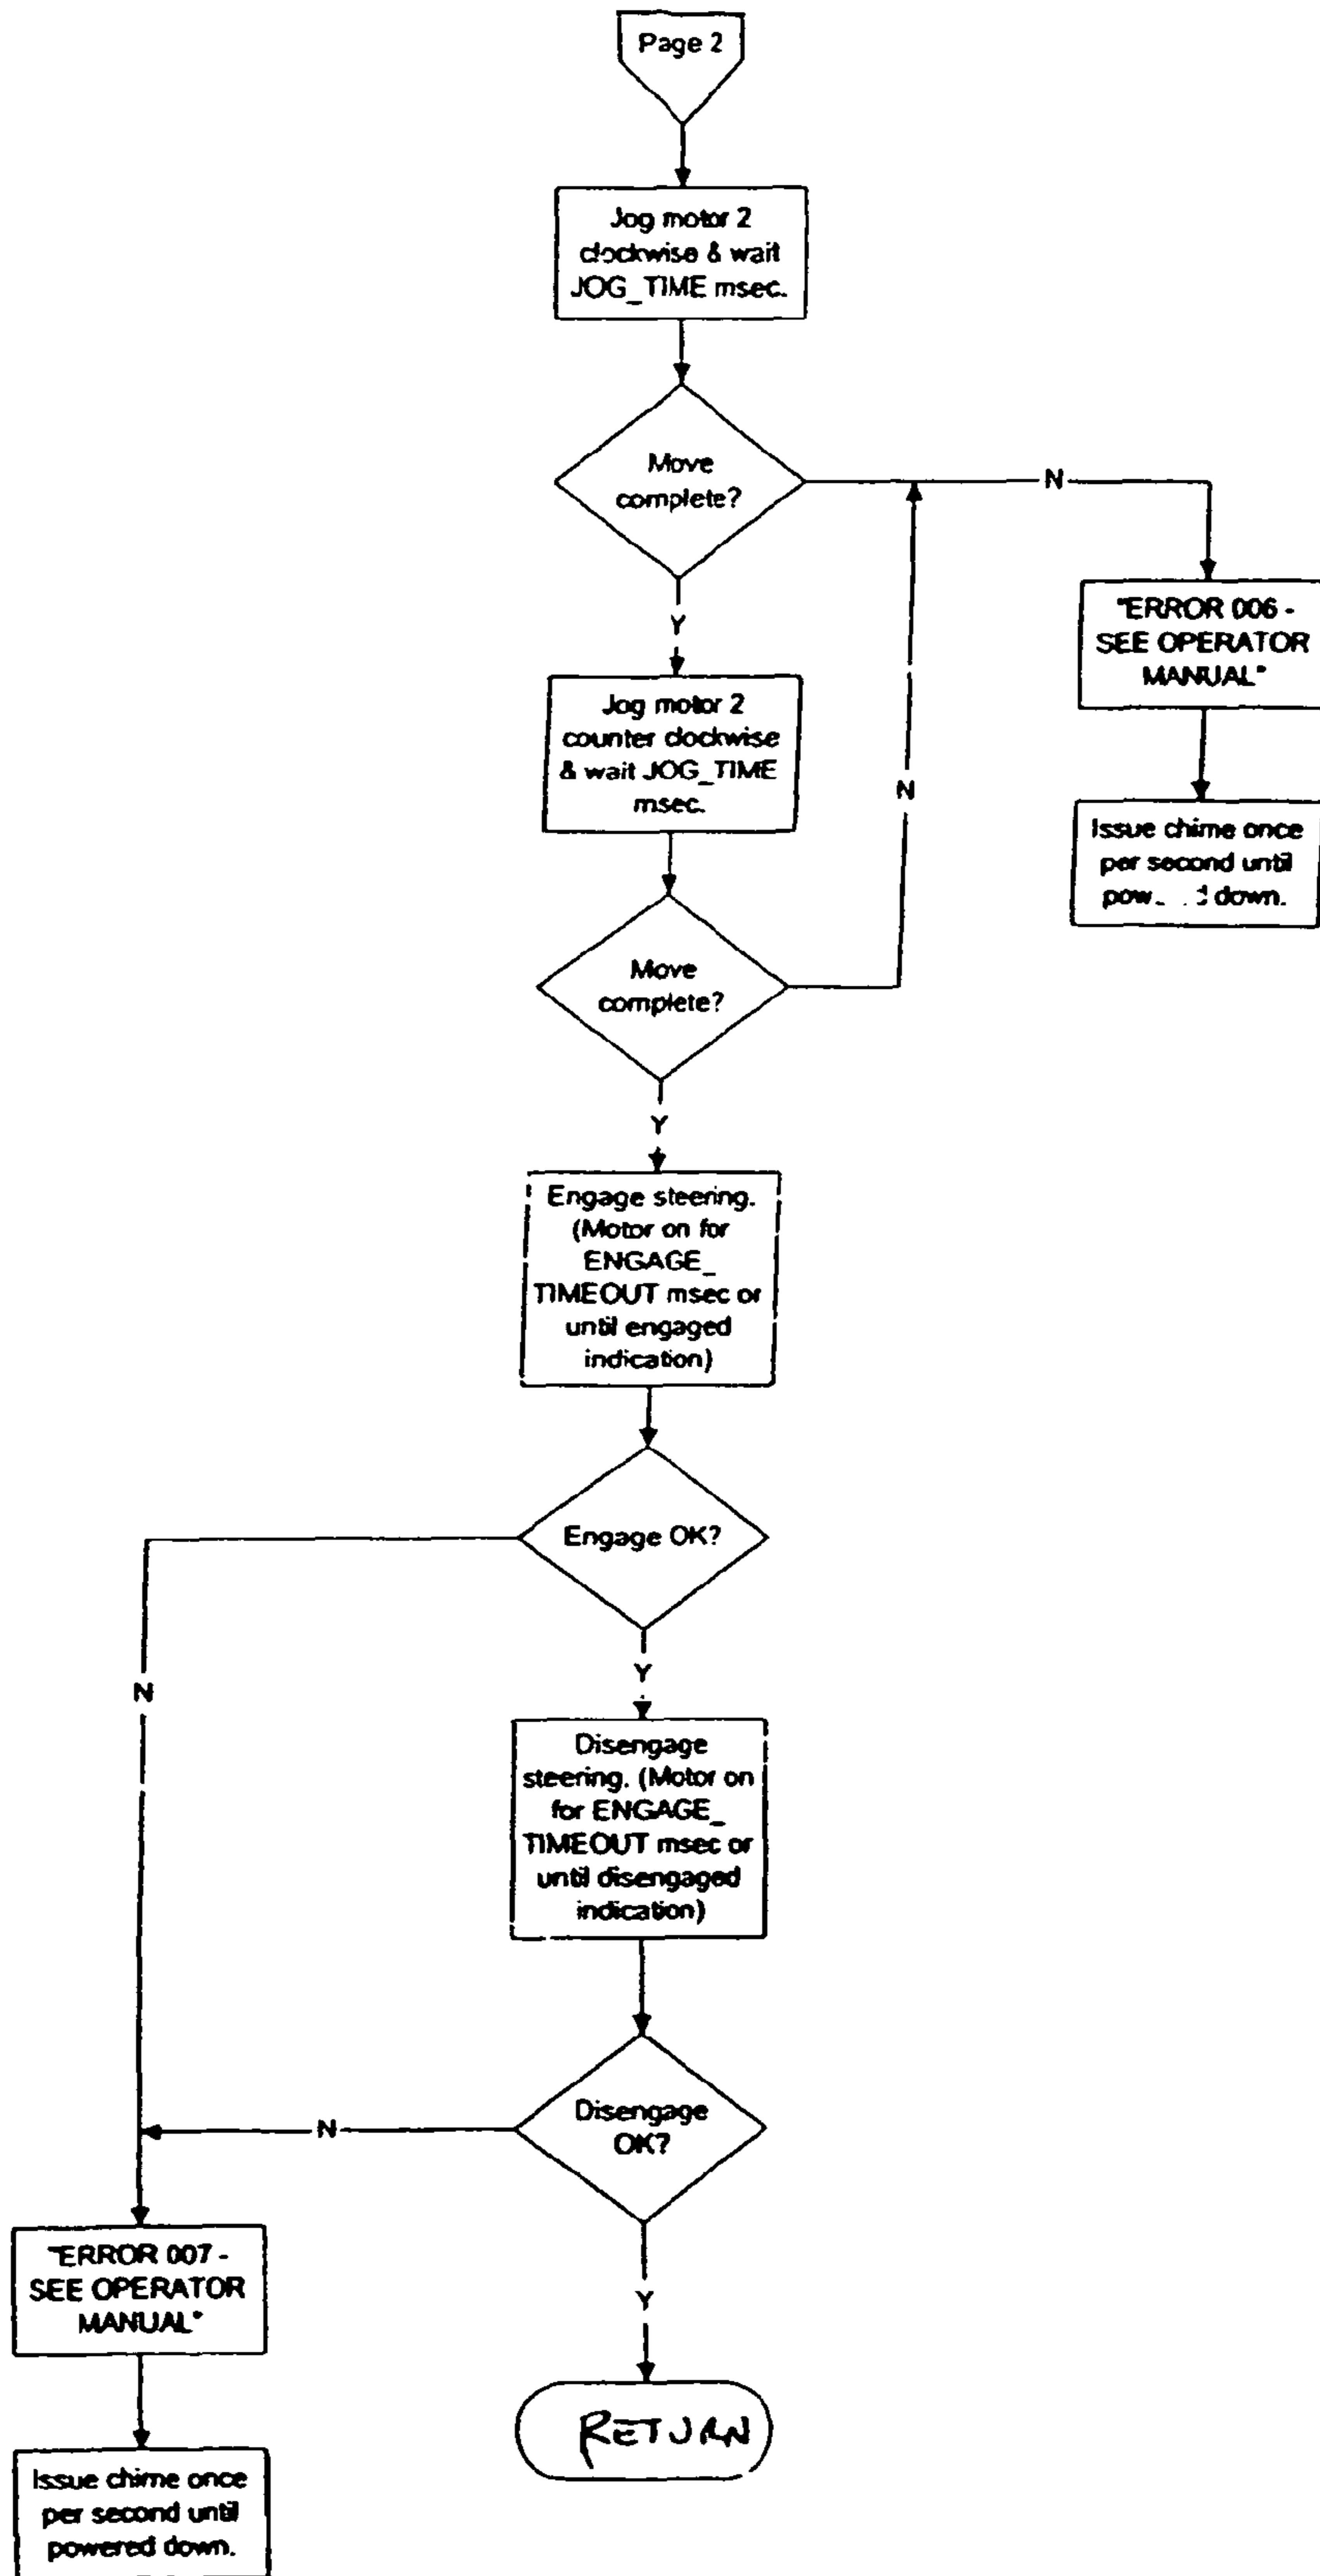 Page 2
Jog motor 2
clockwise & wait
JOG_TIME msec.
Move
complete?
N
"ERROR 006 -
SEE OPERATOR
MANUAL"
Y
Jog motor 2
counter clockwise
& wait JOG_TIME
msec.
N
Issue chime once
per second until
down.
Move
complete?
Y
Engage steering.
(Motor on for
ENGAGE_
TIMEOUT msec or
until engaged
indication)
Engage OK?
N
Y
Disengage
steering. (Motor on
for ENGAGE_
TIMEOUT msec or
until disengaged
indication)
Disengage
OK?
N
"ERROR 007 -
SEE OPERATOR
MANUAL"
Y
RETURN
Issue chime once
per second until
powered down.